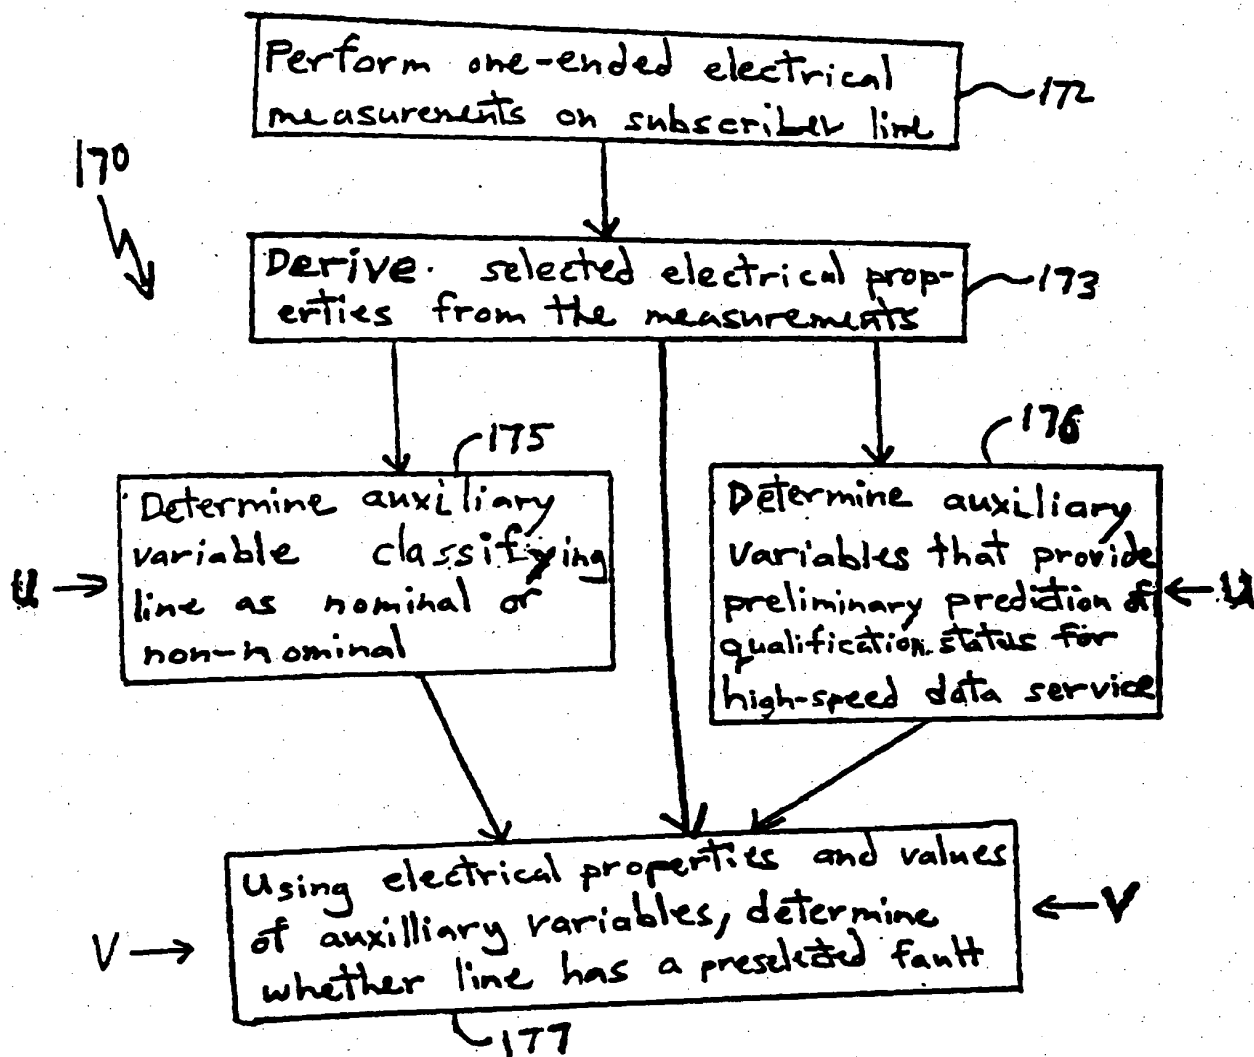 Perform one-ended electrical
measurements on subscriber line
172
170
Derive selected electrical prop-
erties from the measurements
173
175
176
Determine auxiliary
variable classifying
line as nominal or
non-nominal
U
Determine auxiliary
variables that provide
preliminary prediction of
qualification status for
high-speed data service
U
Using electrical properties and values
of auxilliary variables, determine
whether line has a preselected fault
V
V
177